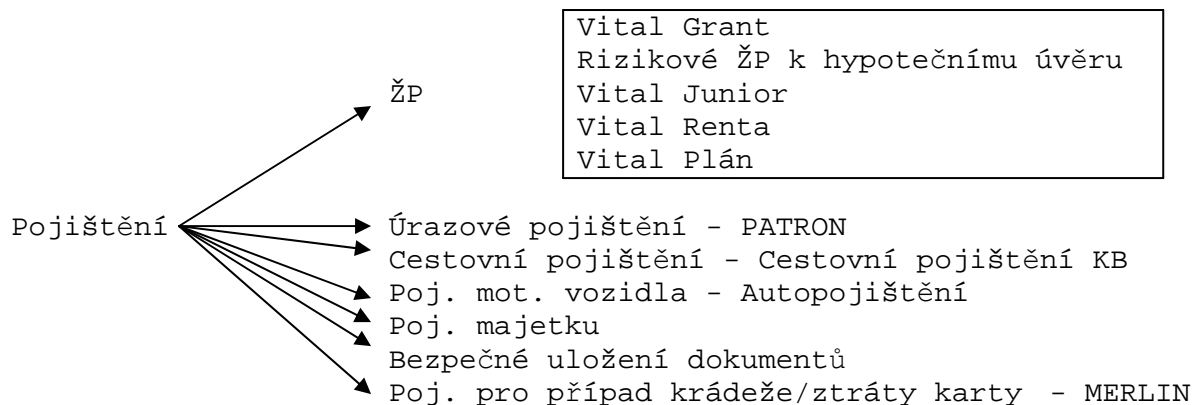 Vital Grant
Rizikové ŽP k hypotečnímu úvěru
ŽP
Vital Junior
Vital Renta
Vital Plán
Pojištění
Úrazové pojištění - PATRON
Cestovní pojištění - Cestovní pojištění KB
Poj. mot. vozidla - Autopojištění
Poj. majetku
Bezpečné uložení dokumentů
Poj. pro případ krádeže/ztráty karty - MERLIN